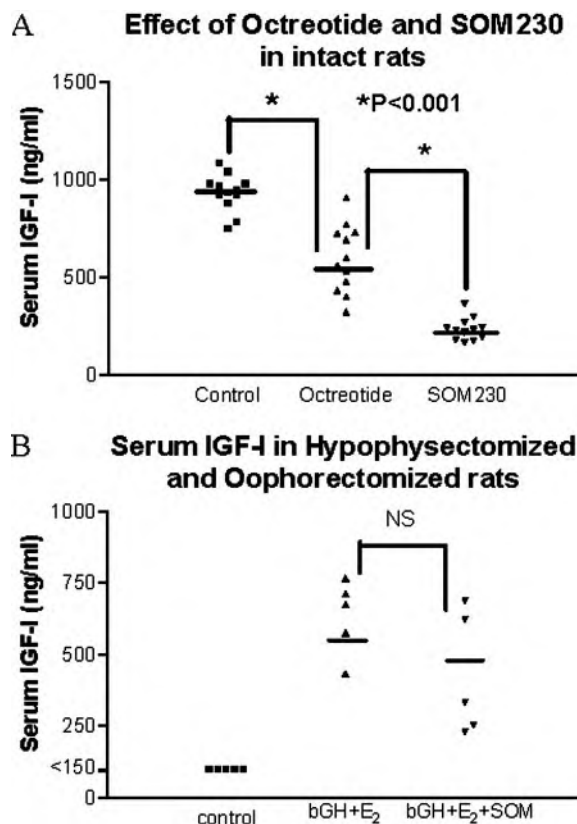 A
Effect of Octreotide and SOM230
in intact rats
1500
*
*P<0.001
*
1000
500
0
Serum IGF-I (ng/ml)
Control
Octreotide
SOM230
B
Serum IGF-I in Hypophysectomized
and Oophorectomized rats
1000
NS
750
500
250
<150
0
Serum IGF-I (ng/ml)
control
bGH+E₂
bGH+E₂+SOM